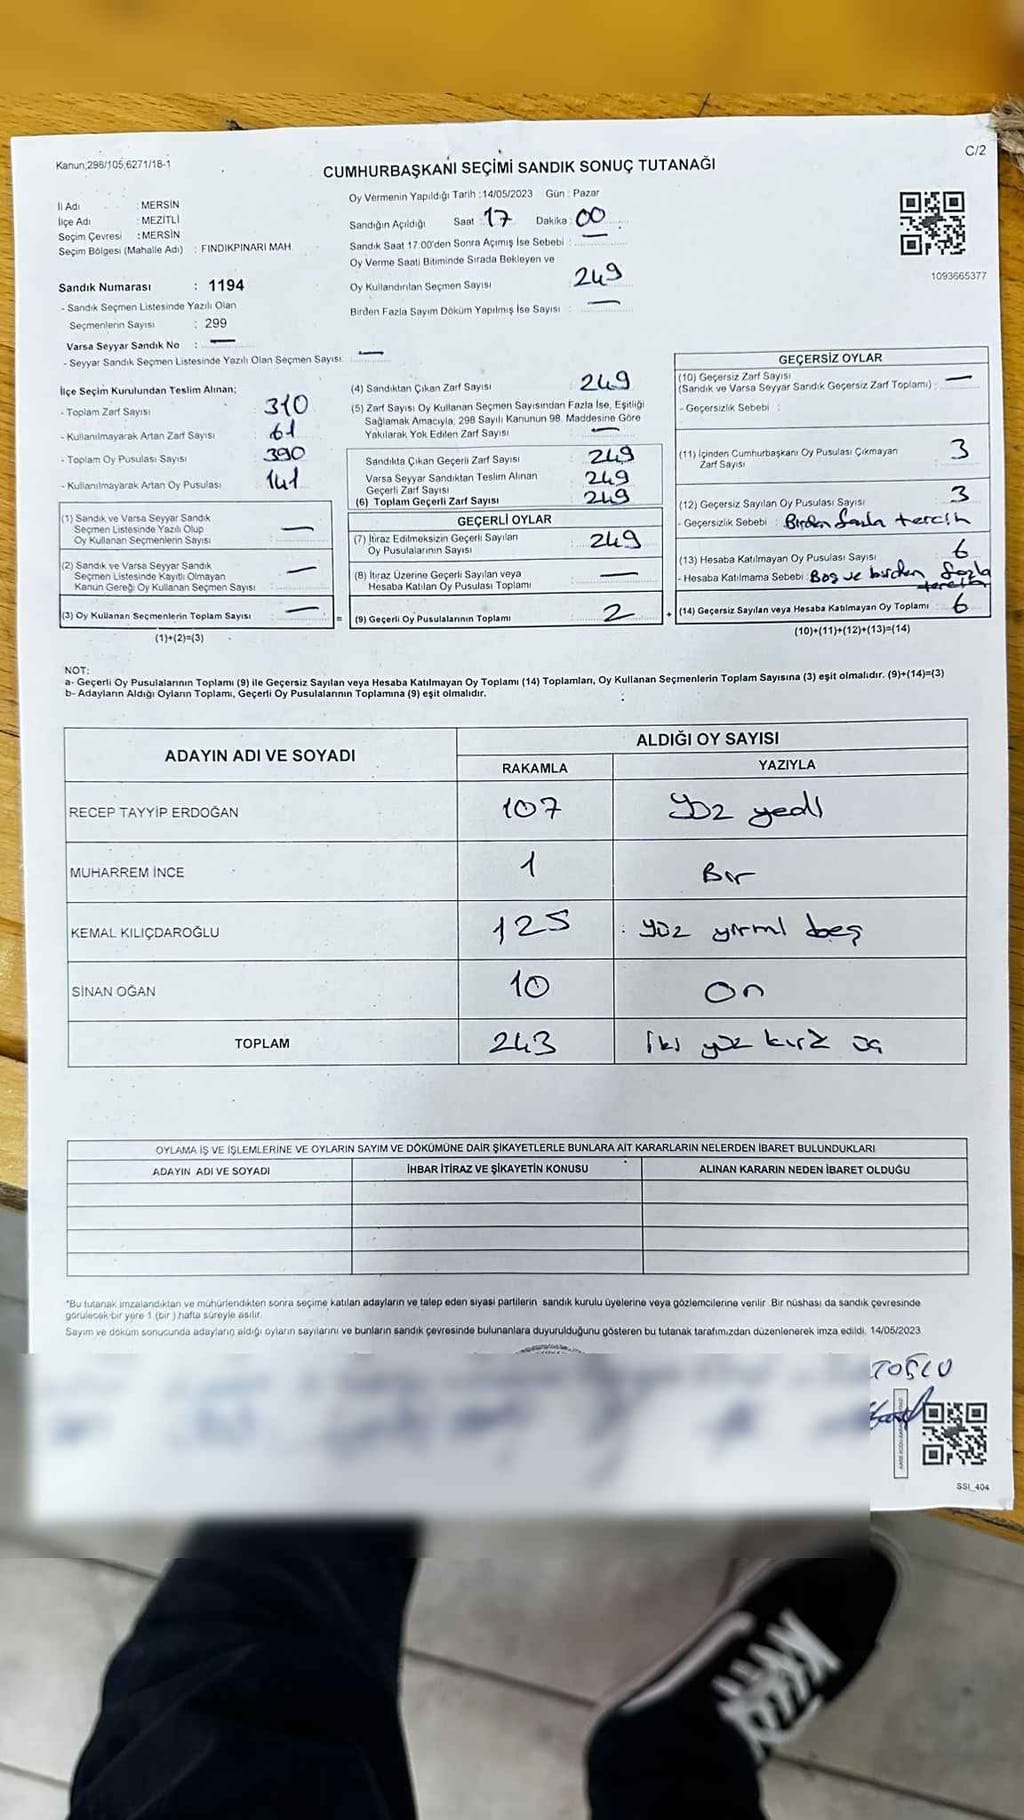 Kanun,298/105,6271/18-1
C/2
CUMHURBAŞKANI SEÇİMİ SANDIK SONUÇ TUTANAĞI
İl Adı : MERSİN
İlçe Adı : MEZİTLİ
Seçim Çevresi : MERSİN
Seçim Bölgesi (Mahalle Adı) : FINDIKPINARI MAH.
Sandık Numarası : 1194
- Sandık Seçmen Listesinde Yazılı Olan
Seçmenlerin Sayısı : 299
Varsa Seyyar Sandık No : —
- Seyyar Sandık Seçmen Listesinde Yazılı Olan Seçmen Sayısı: —
Oy Vermenin Yapıldığı Tarih : 14/05/2023 Gün : Pazar
Sandığın Açıldığı Saat : 17 Dakika : 00
Sandık Saat 17:00'den Sonra Açımış İse Sebebi : —
Oy Verme Saati Bitiminde Sırada Bekleyen ve
Oy Kullandırılan Seçmen Sayısı : 249
Birden Fazla Sayım Döküm Yapılmış İse Sayısı : —
1093665377
İlçe Seçim Kurulundan Teslim Alınan;
- Toplam Zarf Sayısı 310
- Kullanılmayarak Artan Zarf Sayısı 61
- Toplam Oy Pusulası Sayısı 390
- Kullanılmayarak Artan Oy Pusulası 141
(1) Sandık ve Varsa Seyyar Sandık
Seçmen Listesinde Yazılı Olup
Oy Kullanan Seçmenlerin Sayısı —
(2) Sandık ve Varsa Seyyar Sandık
Seçmen Listesinde Kayıtlı Olmayan
Kanun Gereği Oy Kullanan Seçmen Sayısı —
(3) Oy Kullanan Seçmenlerin Toplam Sayısı —
(1)+(2)=(3)
=
(4) Sandıktan Çıkan Zarf Sayısı 249
(5) Zarf Sayısı Oy Kullanan Seçmen Sayısından Fazla İse, Eşitliği
Sağlamak Amacıyla, 298 Sayılı Kanunun 98. Maddesine Göre
Yakılarak Yok Edilen Zarf Sayısı —
Sandıkta Çıkan Geçerli Zarf Sayısı 249
Varsa Seyyar Sandıktan Teslim Alınan
Geçerli Zarf Sayısı 249
(6) Toplam Geçerli Zarf Sayısı 249
GEÇERLİ OYLAR
(7) İtiraz Edilmeksizin Geçerli Sayılan
Oy Pusulalarının Sayısı 249
(8) İtiraz Üzerine Geçerli Sayılan veya
Hesaba Katılan Oy Pusulası Toplamı —
(9) Geçerli Oy Pusulalarının Toplamı 2
+
GEÇERSİZ OYLAR
(10) Geçersiz Zarf Sayısı
(Sandık ve Varsa Seyyar Sandık Geçersiz Zarf Toplamı) : —
- Geçersizlik Sebebi :
(11) İçinden Cumhurbaşkanı Oy Pusulası Çıkmayan
Zarf Sayısı 3
(12) Geçersiz Sayılan Oy Pusulası Sayısı 3
- Geçersizlik Sebebi : Birden fazla tercih
(13) Hesaba Katılmayan Oy Pusulası Sayısı 6
- Hesaba Katılmama Sebebi : Boş ve birden fazla
tercih
(14) Geçersiz Sayılan veya Hesaba Katılmayan Oy Toplamı 6
(10)+(11)+(12)+(13)=(14)
NOT:
a- Geçerli Oy Pusulalarının Toplamı (9) ile Geçersiz Sayılan veya Hesaba Katılmayan Oy Toplamı (14) Toplamları, Oy Kullanan Seçmenlerin Toplam Sayısına (3) eşit olmalıdır. (9)+(14)=(3)
b- Adayların Aldığı Oyların Toplamı, Geçerli Oy Pusulalarının Toplamına (9) eşit olmalıdır.
ADAYIN ADI VE SOYADI
ALDIĞI OY SAYISI
RAKAMLA YAZIYLA
RECEP TAYYİP ERDOĞAN 107 Yüz yedi
MUHARREM İNCE 1 Bir
KEMAL KILIÇDAROĞLU 125 Yüz yirmi beş
SİNAN OĞAN 10 On
TOPLAM 243 İki yüz kırk üç
OYLAMA İŞ VE İŞLEMLERİNE VE OYLARIN SAYIM VE DÖKÜMÜNE DAİR ŞİKAYETLERLE BUNLARA AİT KARARLARIN NELERDEN İBARET BULUNDUKLARI
ADAYIN ADI VE SOYADI İHBAR İTİRAZ VE ŞİKAYETİN KONUSU ALINAN KARARIN NEDEN İBARET OLDUĞU
"Bu tutanak imzalandıktan ve mühürlendikten sonra seçime katılan adayların ve talep eden siyasi partilerin sandık kurulu üyelerine veya gözlemcilerine verilir. Bir nüshası da sandık çevresinde
görülecek bir yere 1 (bir ) hafta süreyle asılır.
Sayım ve döküm sonucunda adayların aldığı oyların sayılarını ve bunların sandık çevresinde bulunanlara duyurulduğunu gösteren bu tutanak tarafımızdan düzenlenerek imza edildi. 14/05/2023
SSI_404